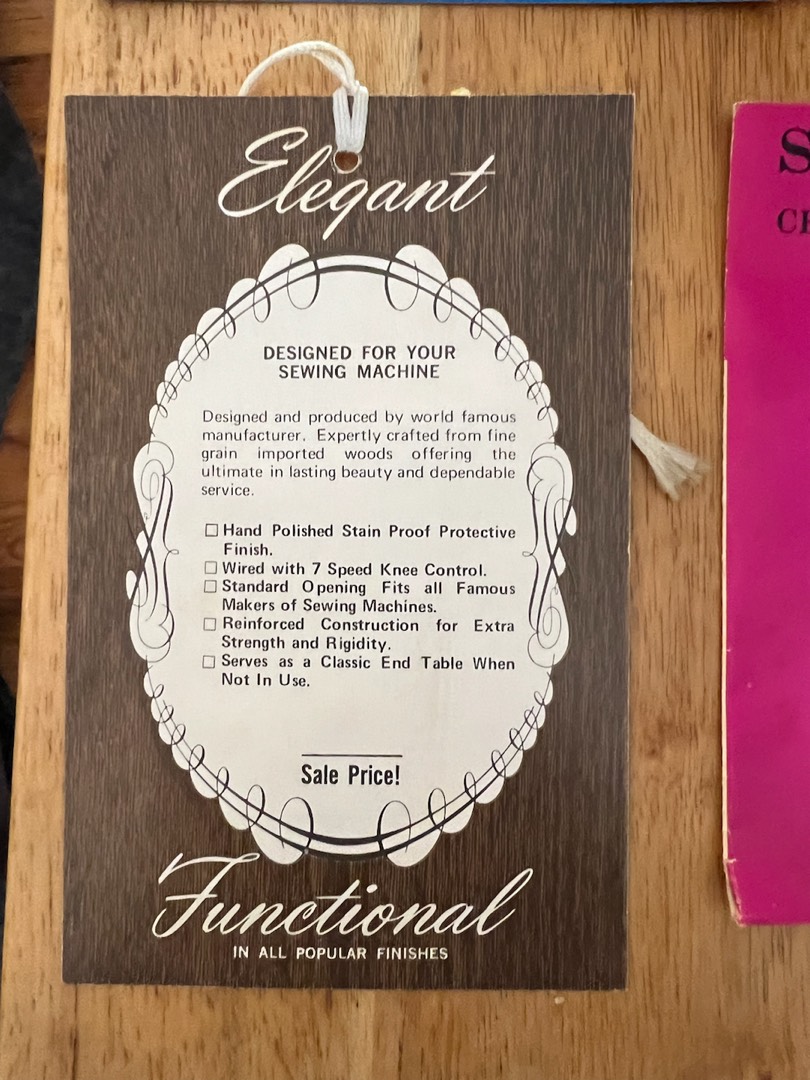 Elegant
DESIGNED FOR YOUR
SEWING MACHINE
Designed and produced by world famous
manufacturer. Expertly crafted from fine
grain imported woods offering the
ultimate in lasting beauty and dependable
service.
☐ Hand Polished Stain Proof Protective
Finish.
☐ Wired with 7 Speed Knee Control.
☐ Standard Opening Fits all Famous
Makers of Sewing Machines.
☐ Reinforced Construction for Extra
Strength and Rigidity.
☐ Serves as a Classic End Table When
Not In Use.
Sale Price!
Functional
IN ALL POPULAR FINISHES